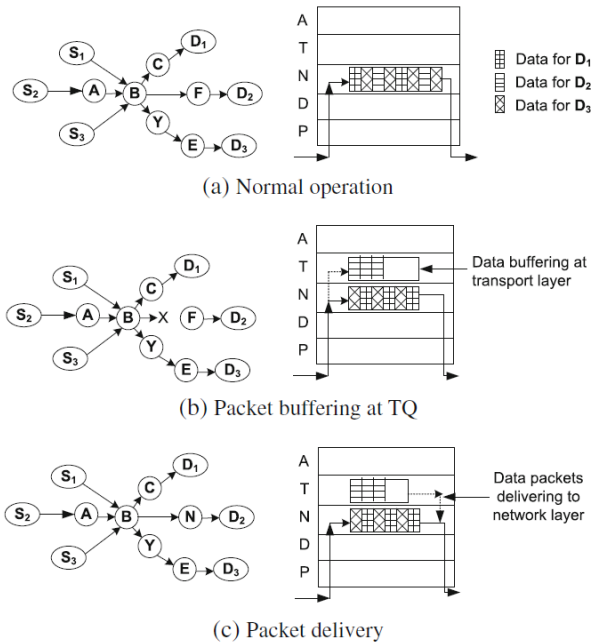 S1
S2
S3
A
B
C
D1
F
D2
Y
E
D3
A
T
N
D
P
Data for D1
Data for D2
Data for D3
(a) Normal operation
S1
S2
S3
A
B
C
D1
X
F
D2
Y
E
D3
A
T
N
D
P
Data buffering at
transport layer
(b) Packet buffering at TQ
S1
S2
S3
A
B
C
D1
N
D2
Y
E
D3
A
T
N
D
P
Data packets
delivering to
network layer
(c) Packet delivery